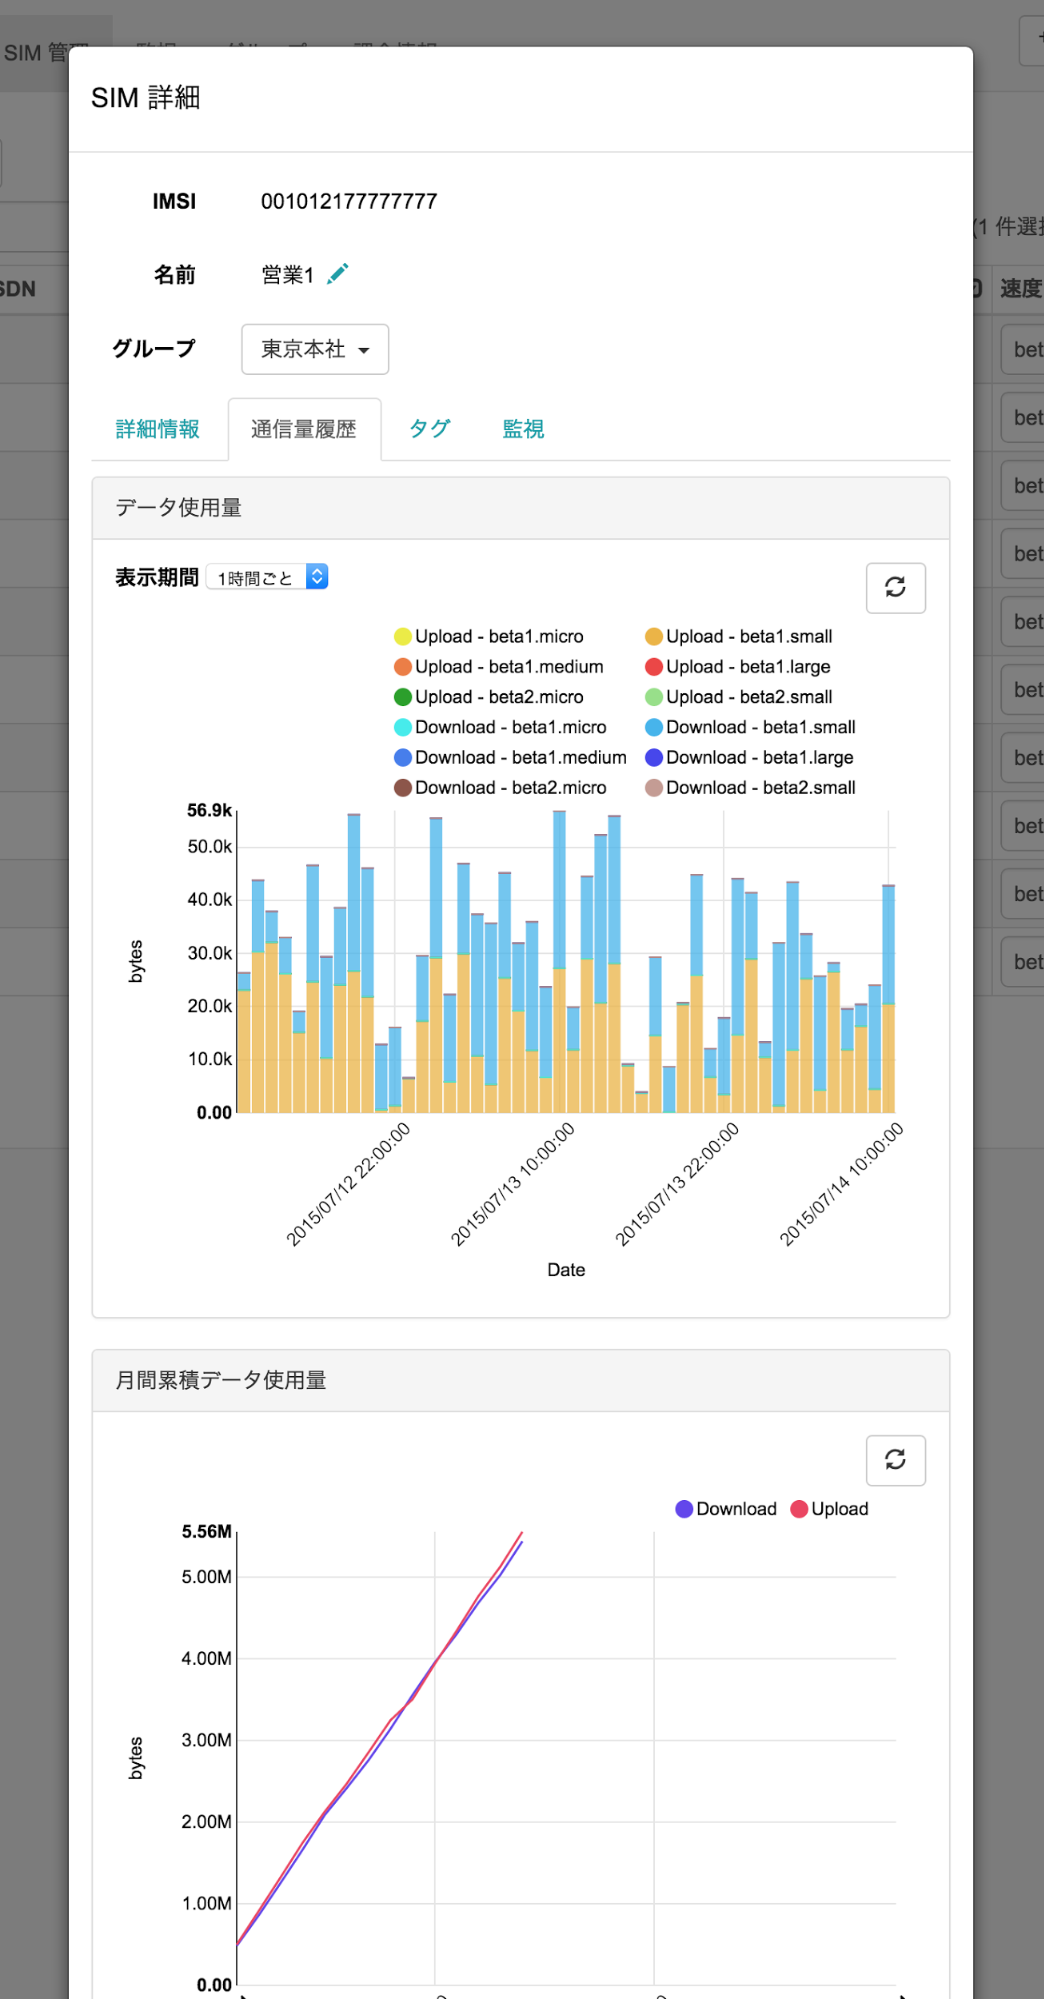 SIM 管
SIM 詳細
IMSI 001012177777777
(1 件選
名前 営業1
SDN
速度
グループ 東京本社
bet
詳細情報 通信量履歴 タグ 監視
bet
bet
データ使用量
bet
表示期間 1時間ごと
bet
Upload - beta1.micro Upload - beta1.small
Upload - beta1.medium Upload - beta1.large
bet
Upload - beta2.micro Upload - beta2.small
Download - beta1.micro Download - beta1.small
bet
Download - beta1.medium Download - beta1.large
Download - beta2.micro Download - beta2.small
56.9k
bet
50.0k
bet
40.0k
30.0k
bytes
bet
20.0k
10.0k
0.00
2015/07/12 22:00:00
2015/07/13 10:00:00
2015/07/13 22:00:00
2015/07/14 10:00:00
Date
月間累積データ使用量
Download Upload
5.56M
5.00M
4.00M
3.00M
bytes
2.00M
1.00M
0.00